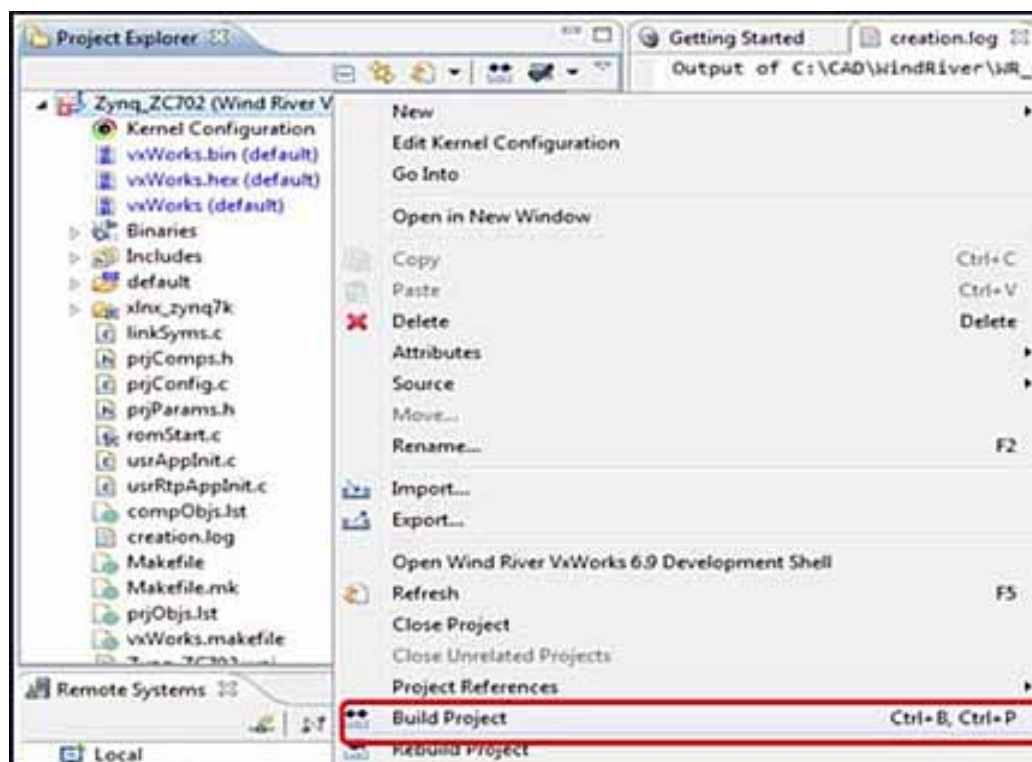 Project Explorer
Getting Started
creation.log
Output of C:\CAD\WindRiver\WR_
Zynq_ZC702 (Wind River V
Kernel Configuration
vxWorks.bin (default)
vxWorks.hex (default)
vxWorks (default)
Binaries
Includes
default
xlnx_zynq7k
linkSyms.c
prjComps.h
prjConfig.c
prjParams.h
romStart.c
usrAppInit.c
usrRtpAppInit.c
compObjs.lst
creation.log
Makefile
Makefile.mk
prjObjs.lst
vxWorks.makefile
Remote Systems
Local
New
Edit Kernel Configuration
Go Into
Open in New Window
Copy Ctrl+C
Paste Ctrl+V
Delete Delete
Attributes
Source
Move...
Rename... F2
Import...
Export...
Open Wind River VxWorks 6.9 Development Shell
Refresh F5
Close Project
Close Unrelated Projects
Project References
Build Project Ctrl+B, Ctrl+P
Rebuild Project